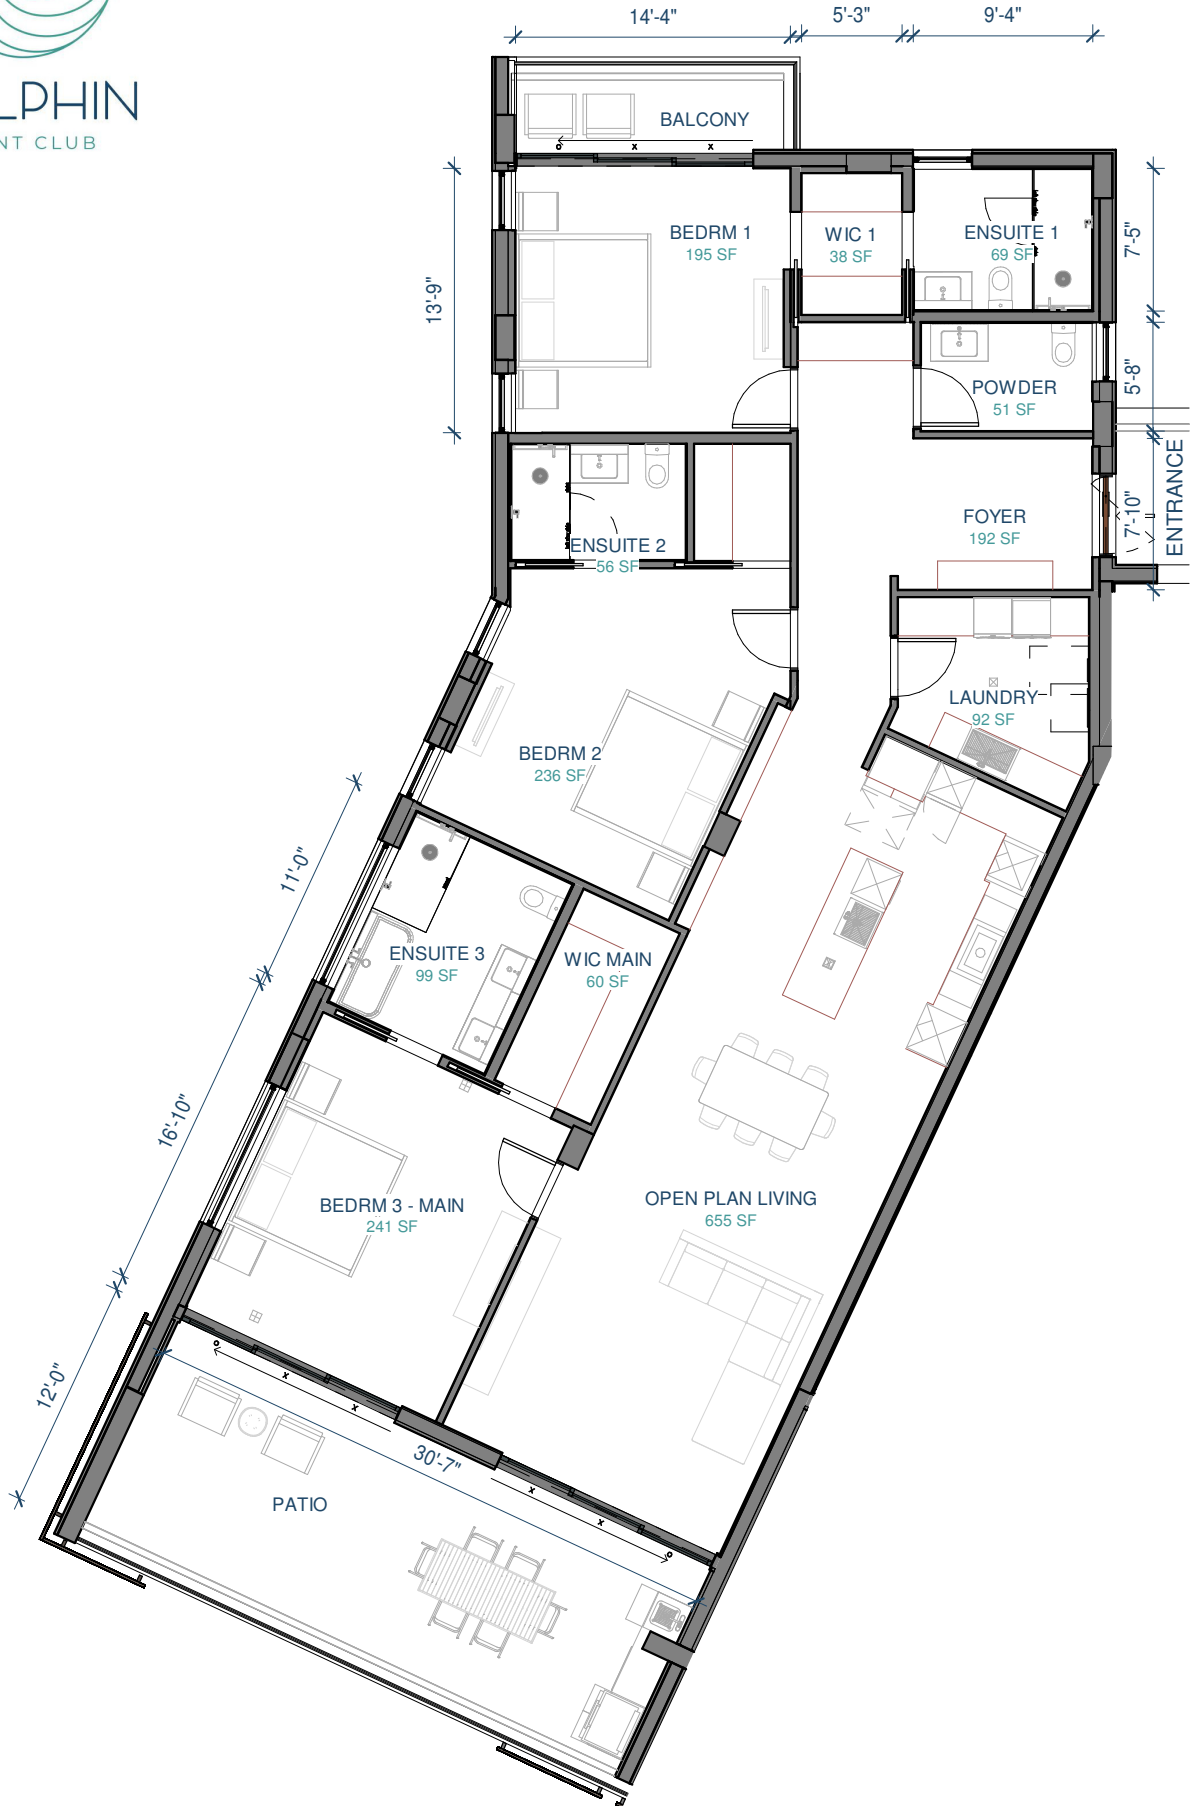 14'-4"
5'-3"
9'-4"
LPHIN
NT CLUB
BALCONY
o x x
BEDRM 1
195 SF
WIC 1
38 SF
ENSUITE 1
69 SF
7'-5"
13'-9"
POWDER
51 SF
5'-8"
ENTRANCE
7'-10"
FOYER
192 SF
ENSUITE 2
56 SF
LAUNDRY
92 SF
BEDRM 2
236 SF
11'-0"
ENSUITE 3
99 SF
WIC MAIN
60 SF
16'-10"
BEDRM 3 - MAIN
241 SF
OPEN PLAN LIVING
655 SF
12'-0"
o x x
30'-7"
x x o
PATIO